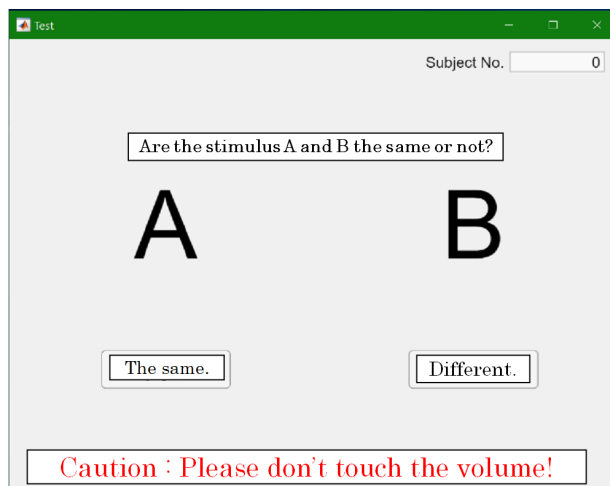 Test
Subject No. 0
Are the stimulus A and B the same or not?
A B
The same. Different.
Caution : Please don't touch the volume!